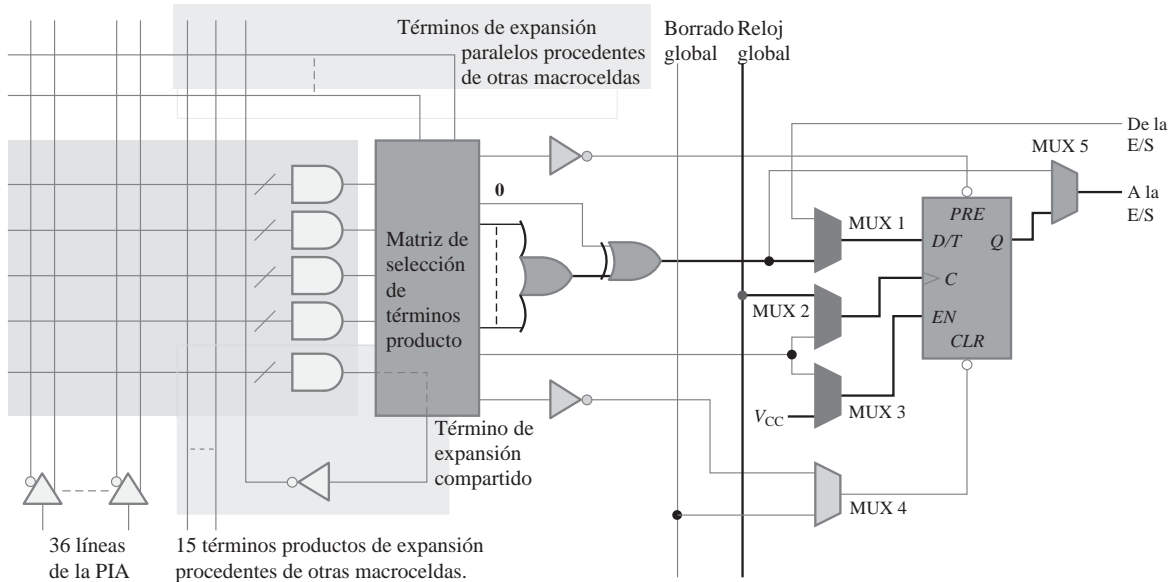 Términos de expansión
paralelos procedentes
de otras macroceldas
Borrado
global
Reloj
global
De la
E/S
MUX 5
A la
E/S
0
MUX 1
PRE
D/T
Q
Matriz de
selección
de
términos
producto
C
MUX 2
EN
CLR
MUX 3
VCC
Término de
expansión
compartido
MUX 4
36 líneas
de la PIA
15 términos productos de expansión
procedentes de otras macroceldas.